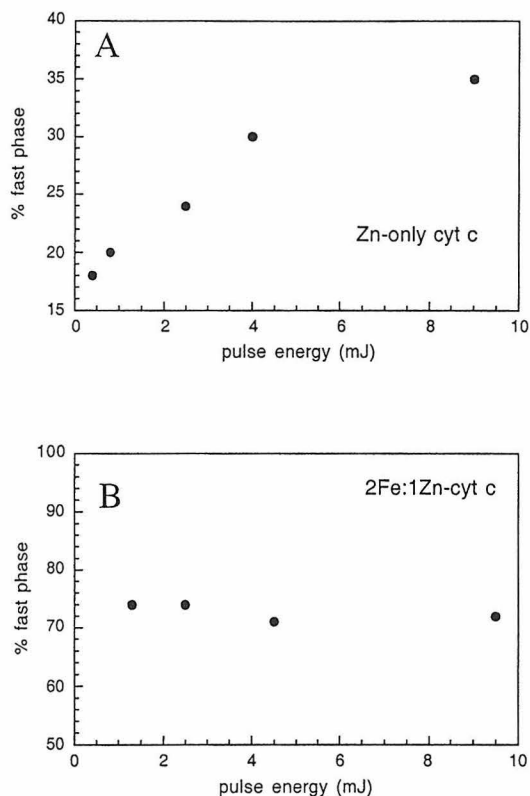 A
40
35
30
25
20
15
% fast phase
Zn-only cyt c
0 2 4 6 8 10
pulse energy (mJ)
B
100
90
80
70
60
50
% fast phase
2Fe:1Zn-cyt c
0 2 4 6 8 10
pulse energy (mJ)